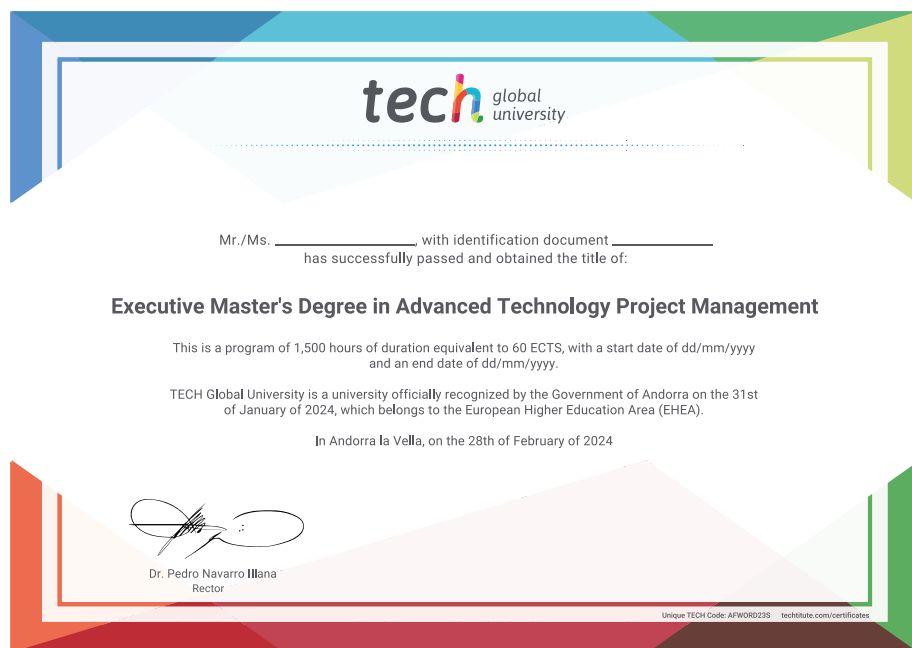 tech global university
Mr./Ms. ____________________, with identification document ______________
has successfully passed and obtained the title of:
Executive Master's Degree in Advanced Technology Project Management
This is a program of 1,500 hours of duration equivalent to 60 ECTS, with a start date of dd/mm/yyyy
and an end date of dd/mm/yyyy.
TECH Global University is a university officially recognized by the Government of Andorra on the 31st
of January of 2024, which belongs to the European Higher Education Area (EHEA).
In Andorra la Vella, on the 28th of February of 2024
Dr. Pedro Navarro Illana
Rector
Unique TECH Code: AFWORD23S techtitute.com/certificates